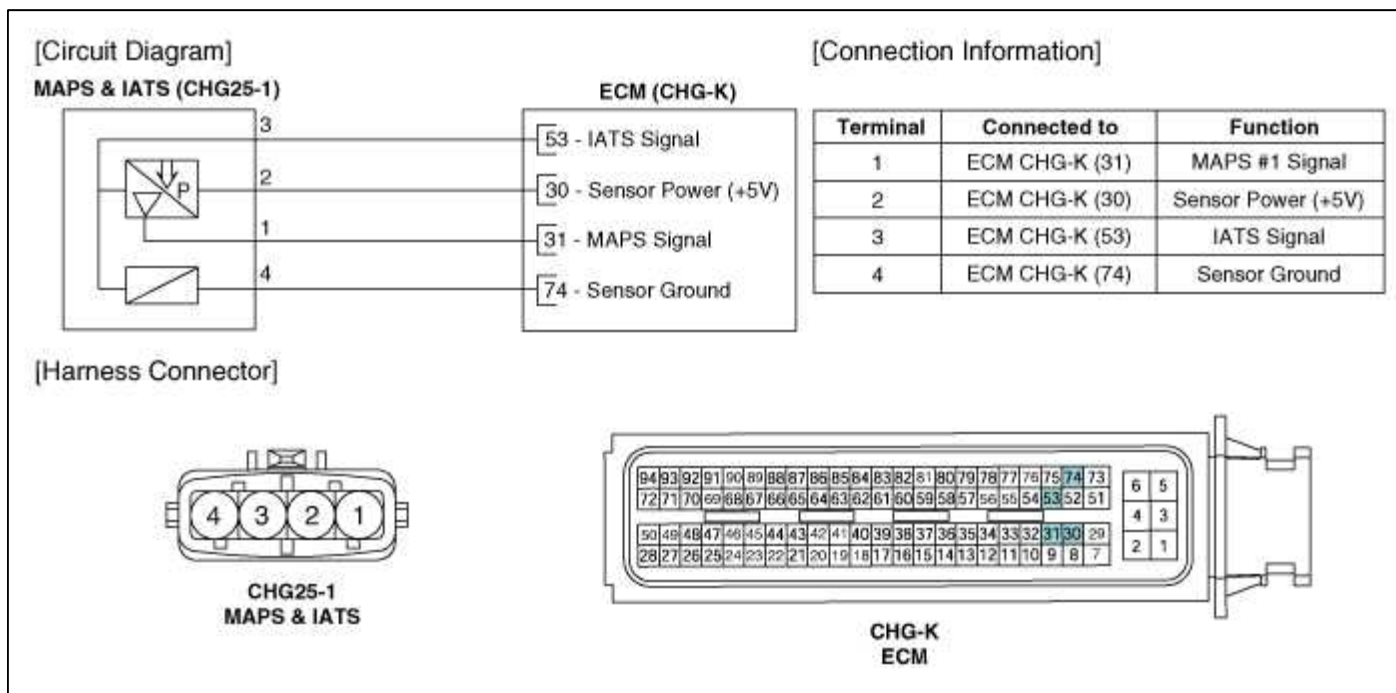 [Circuit Diagram]
MAPS & IATS (CHG25-1)
ECM (CHG-K)
3
53 - IATS Signal
P
2
30 - Sensor Power (+5V)
1
31 - MAPS Signal
4
74 - Sensor Ground
[Connection Information]
Terminal Connected to Function
1 ECM CHG-K (31) MAPS #1 Signal
2 ECM CHG-K (30) Sensor Power (+5V)
3 ECM CHG-K (53) IATS Signal
4 ECM CHG-K (74) Sensor Ground
[Harness Connector]
4 3 2 1
CHG25-1
MAPS & IATS
94 93 92 91 90 89 88 87 86 85 84 83 82 81 80 79 78 77 76 75 74 73
72 71 70 69 68 67 66 65 64 63 62 61 60 59 58 57 56 55 54 53 52 51
50 49 48 47 46 45 44 43 42 41 40 39 38 37 36 35 34 33 32 31 30 29
28 27 26 25 24 23 22 21 20 19 18 17 16 15 14 13 12 11 10 9 8 7
6 5
4 3
2 1
CHG-K
ECM